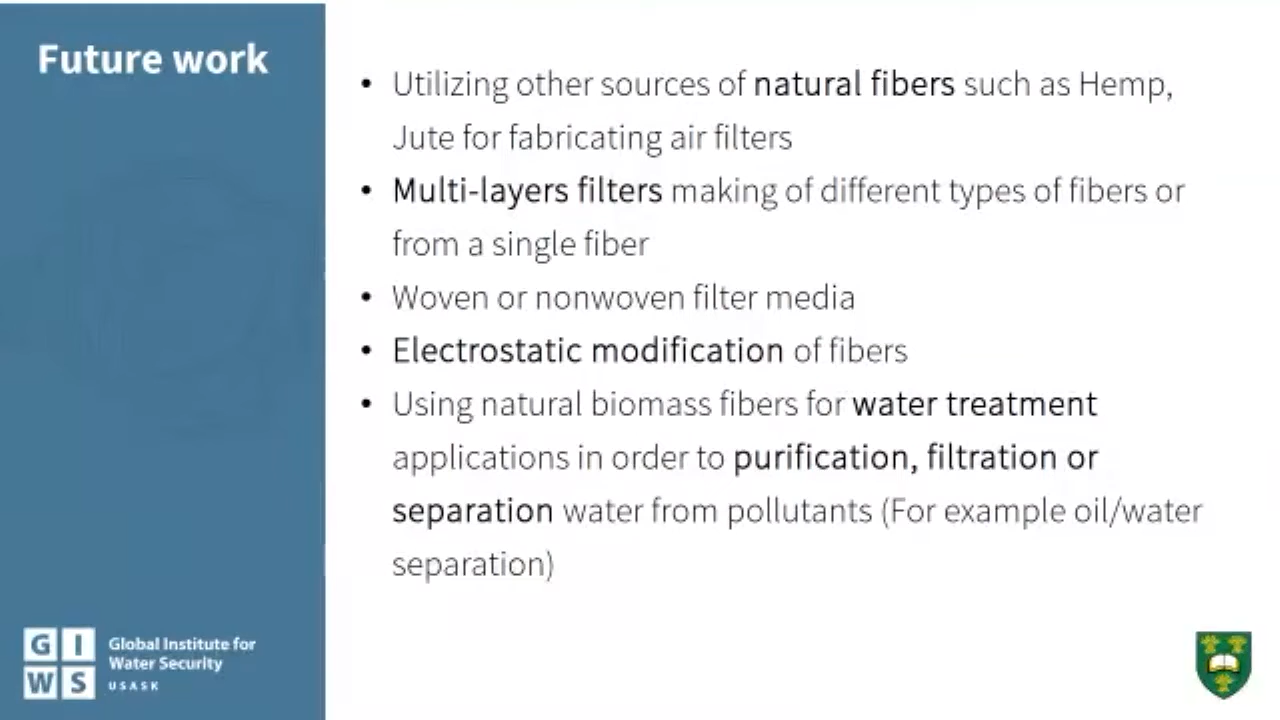 Future work
• Utilizing other sources of natural fibers such as Hemp,
Jute for fabricating air filters
• Multi-layers filters making of different types of fibers or
from a single fiber
• Woven or nonwoven filter media
• Electrostatic modification of fibers
• Using natural biomass fibers for water treatment
applications in order to purification, filtration or
separation water from pollutants (For example oil/water
separation)
G I
W S
Global Institute for
Water Security
USASK